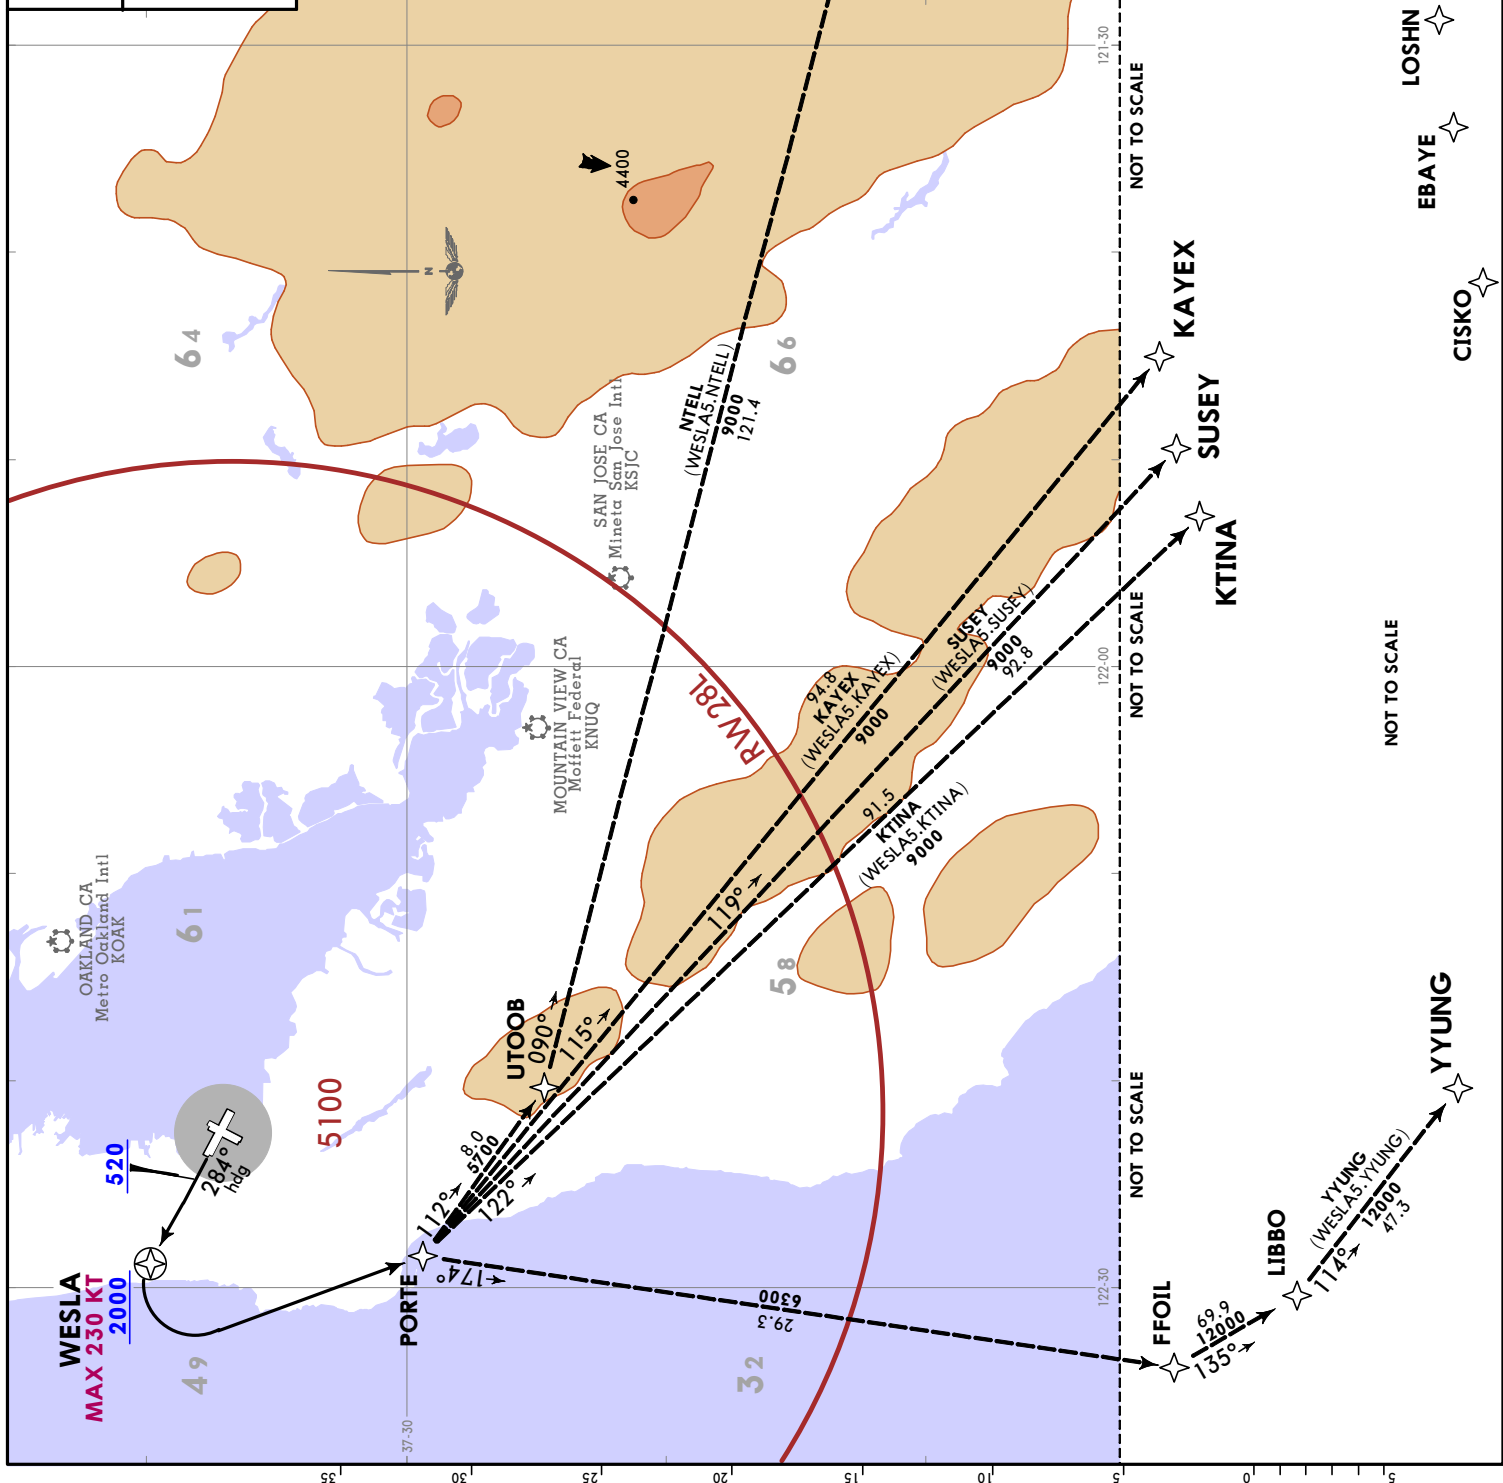 121-30
NOT TO SCALE
LOSHN
EBAYE
4400
N
64
66
KAYEX
CISKO
SUSEY
NTELL
(WESLA5.NTELL)
9000
121.4
SAN JOSE CA
Mineta San Jose Intl
KSJC
KTINA
SUSEY
(WESLA5.SUSEY)
9000
92.8
122-00
NOT TO SCALE
NOT TO SCALE
94.8
KAYEX
(WESLA5.KAYEX)
9000
MOUNTAIN VIEW CA
Moffett Federal
KNUQ
RW 28L
91.5
KTINA
(WESLA5.KTINA)
9000
OAKLAND CA
Metro Oakland Intl
KOAK
61
119°
58
UTOOB
090°
115°
5100
YYUNG
520
284°
hdg
8.0
5700
112°
122°
NOT TO SCALE
YYUNG
(WESLA5.YYUNG)
12000
47.3
114°
WESLA
MAX 230 KT
2000
PORTE
174°
6300
29.3
122-30
LIBBO
FFOIL
69.9
12000
135°
49
32
37-30
35
30
25
20
15
10
5
0
5